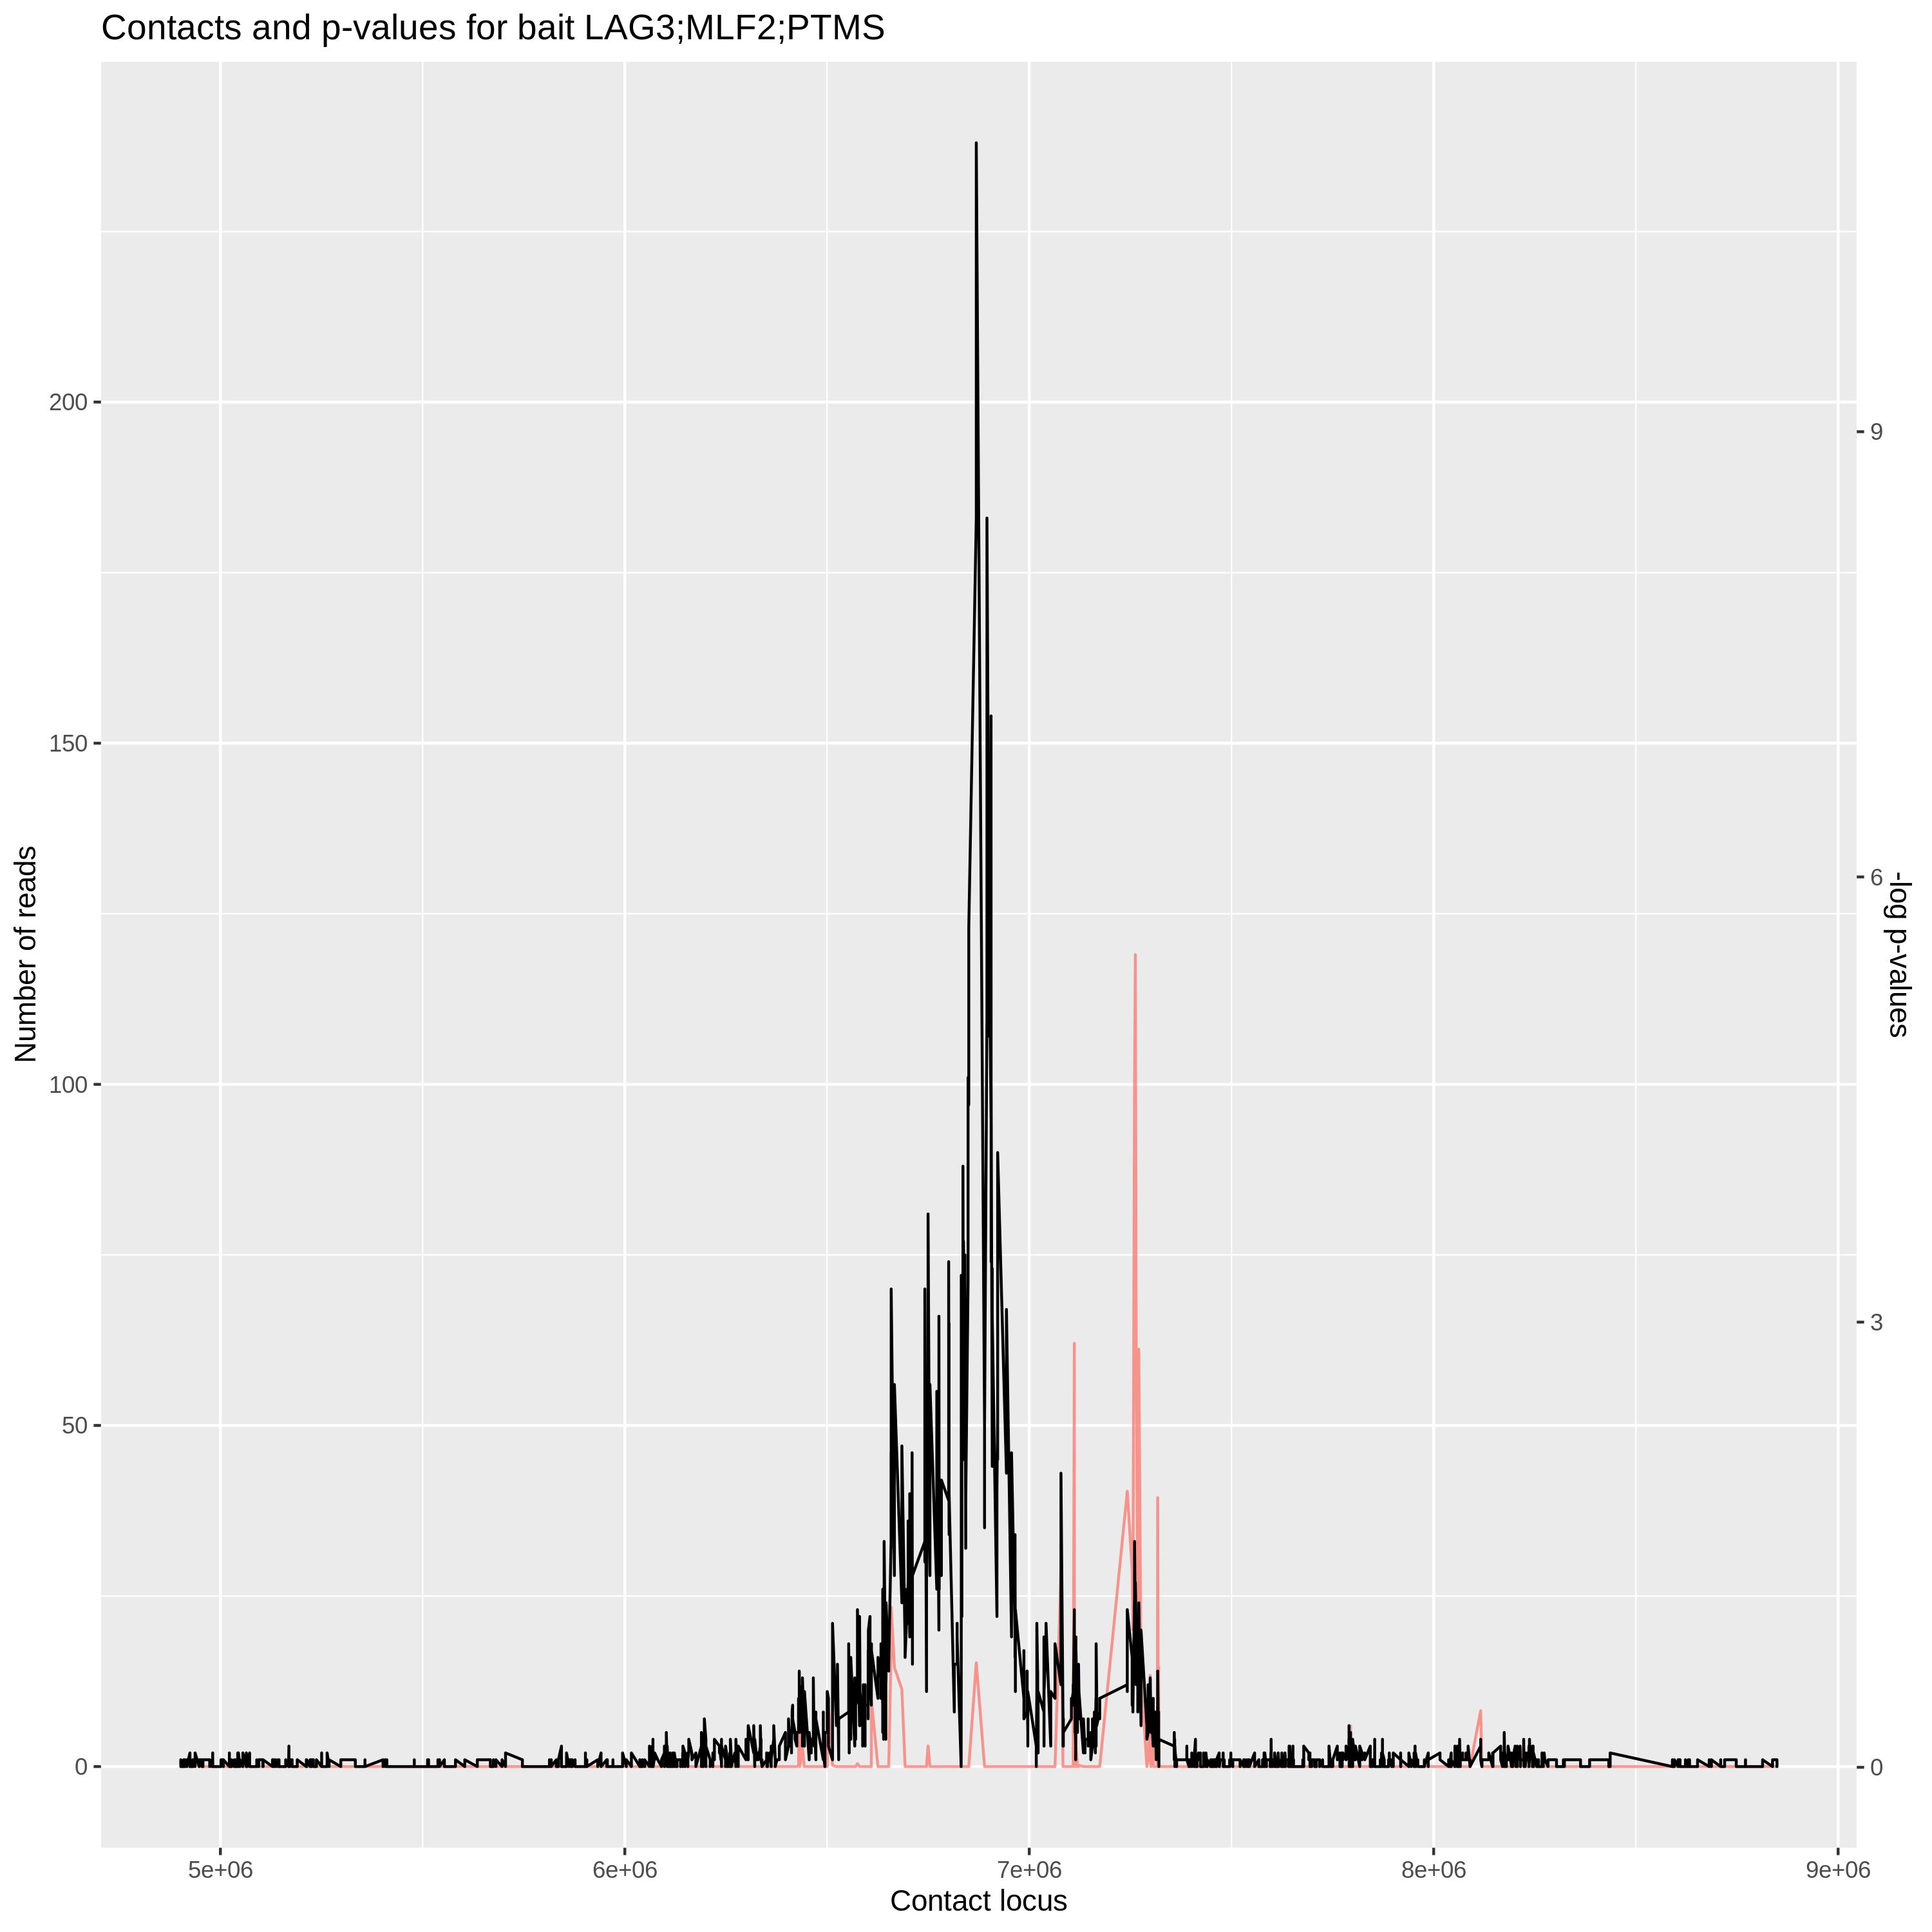 Contacts and p-values for bait LAG3;MLF2;PTMS
Number of reads
200
150
100
50
0
9
6
3
0
-log p-values
5e+06
6e+06
7e+06
8e+06
9e+06
Contact locus